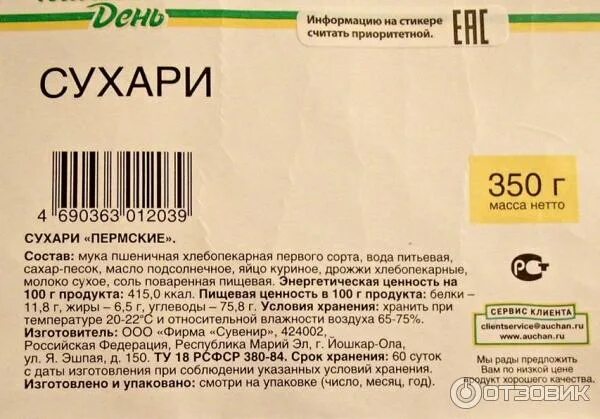 День
Информацию на стикере
считать приоритетной.
ЕАС
СУХАРИ
4 690363 012039
350 г
масса нетто
СУХАРИ «ПЕРМСКИЕ».
Состав: мука пшеничная хлебопекарная первого сорта, вода питьевая,
сахар-песок, масло подсолнечное, яйцо куриное, дрожжи хлебопекарные,
молоко сухое, соль поваренная пищевая. Энергетическая ценность на
100 г продукта: 415,0 ккал. Пищевая ценность в 100 г продукта: белки –
11,8 г, жиры – 6,5 г, углеводы – 75,8 г. Условия хранения: хранить при
температуре 20-22°С и относительной влажности воздуха 65-75%.
Изготовитель: ООО «Фирма «Сувенир», 424002,
Российская Федерация, Республика Марий Эл, г. Йошкар-Ола,
ул. Я. Эшпая, д. 150. ТУ 18 РСФСР 380-84. Срок хранения: 60 суток
с даты изготовления при соблюдении указанных условий хранения.
Изготовлено и упаковано: смотри на упаковке (число, месяц, год).
РСТ
СЕРВИС КЛИЕНТА
clientservice@auchan.ru
www.auchan.ru
Мы рады предложить
Вам по низкой цене
продукт хорошего качества.
ОТЗОВИК